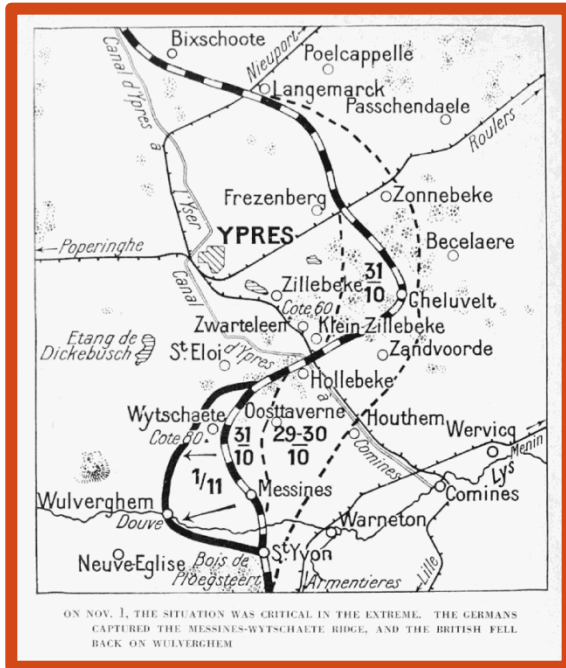 Bixschoote
Poelcappelle
Nieuport
Langemarck
Passchendaele
Canal d'Ypres a
l'Yser
Roulers
Frezenberg
Zonnebeke
YPRES
Poperinghe
Becelaere
Canal
31
10
Zillebeke
Cote 60
Gheluvelt
Zwarteleen
Klein-Zillebeke
Etang de
Dickebusch
St. Eloi
d'Ypres
Zandvoorde
Hollebeke
a
Oosttaverne
Wytschaete
Cote 80
Houthem
31
10
29-30
10
Wervicq
Menin
Comines
Lys
1/11
Messines
Comines
Wulverghem
Douve
Warneton
Neuve-Eglise
Bois de
Ploegsteert
St Yvon
Armentieres
Lille
ON NOV. 1, THE SITUATION WAS CRITICAL IN THE EXTREME. THE GERMANS
CAPTURED THE MESSINES-WYTSCHAETE RIDGE, AND THE BRITISH FELL
BACK ON WULVERGHEM